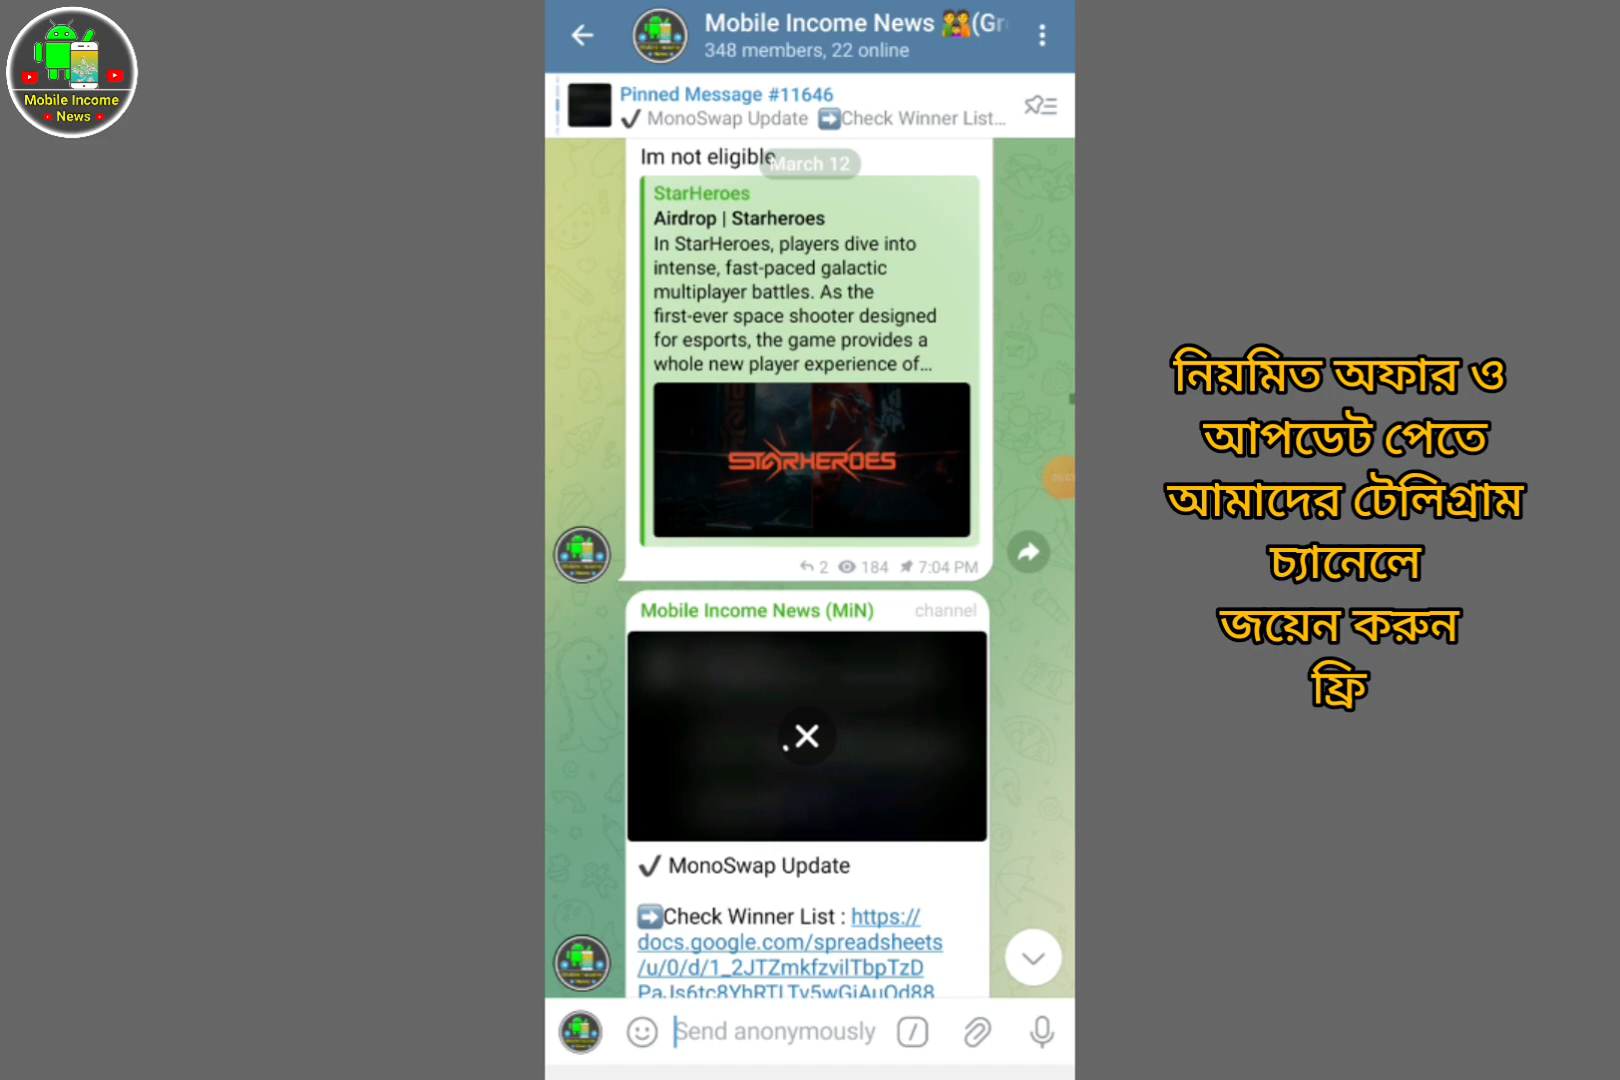 Mobile Income
News
Mobile Income News
348 members, 22 online
Pinned Message #11646
MonoSwap Update ➡Check Winner List...
March 12
Im not eligible
StarHeroes
Airdrop | Starheroes
In StarHeroes, players dive into
intense, fast-paced galactic
multiplayer battles. As the
first-ever space shooter designed
for esports, the game provides a
whole new player experience of...
STARHEROES
2 184 7:04 PM
Mobile Income News (MiN) channel
✔ MonoSwap Update
➡Check Winner List : https://
docs.google.com/spreadsheets
/u/0/d/1_2JTZmkfzvilTbpTzD
Send anonymously
নিয়মিত অফার ও
আপডেট পেতে
আমাদের টেলিগ্রাম
চ্যানেলে
জয়েন করুন
ফ্রি